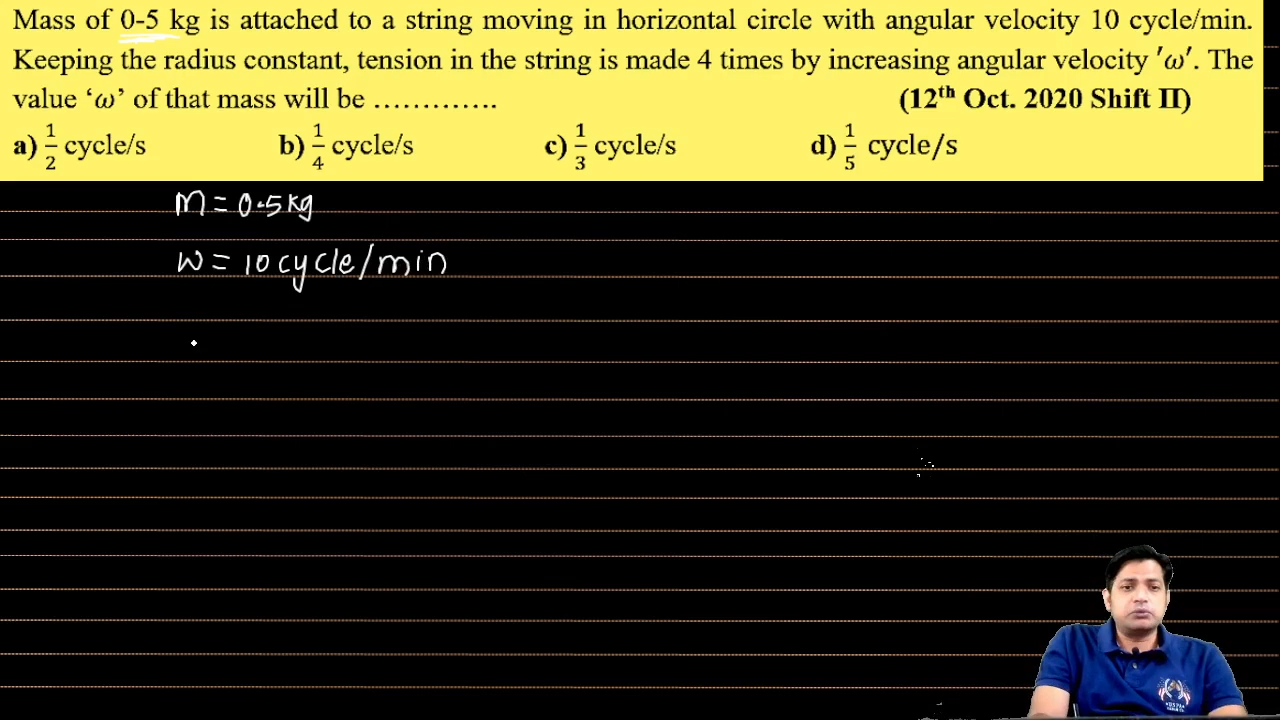 Mass of 0-5 kg is attached to a string moving in horizontal circle with angular velocity 10 cycle/min.
Keeping the radius constant, tension in the string is made 4 times by increasing angular velocity ′ω′. The
value ‘ω’ of that mass will be ………….	(12th Oct. 2020 Shift II)
a) 1/2 cycle/s	b) 1/4 cycle/s	c) 1/3 cycle/s	d) 1/5 cycle/s
m = 0.5 kg
w = 10 cycle/min